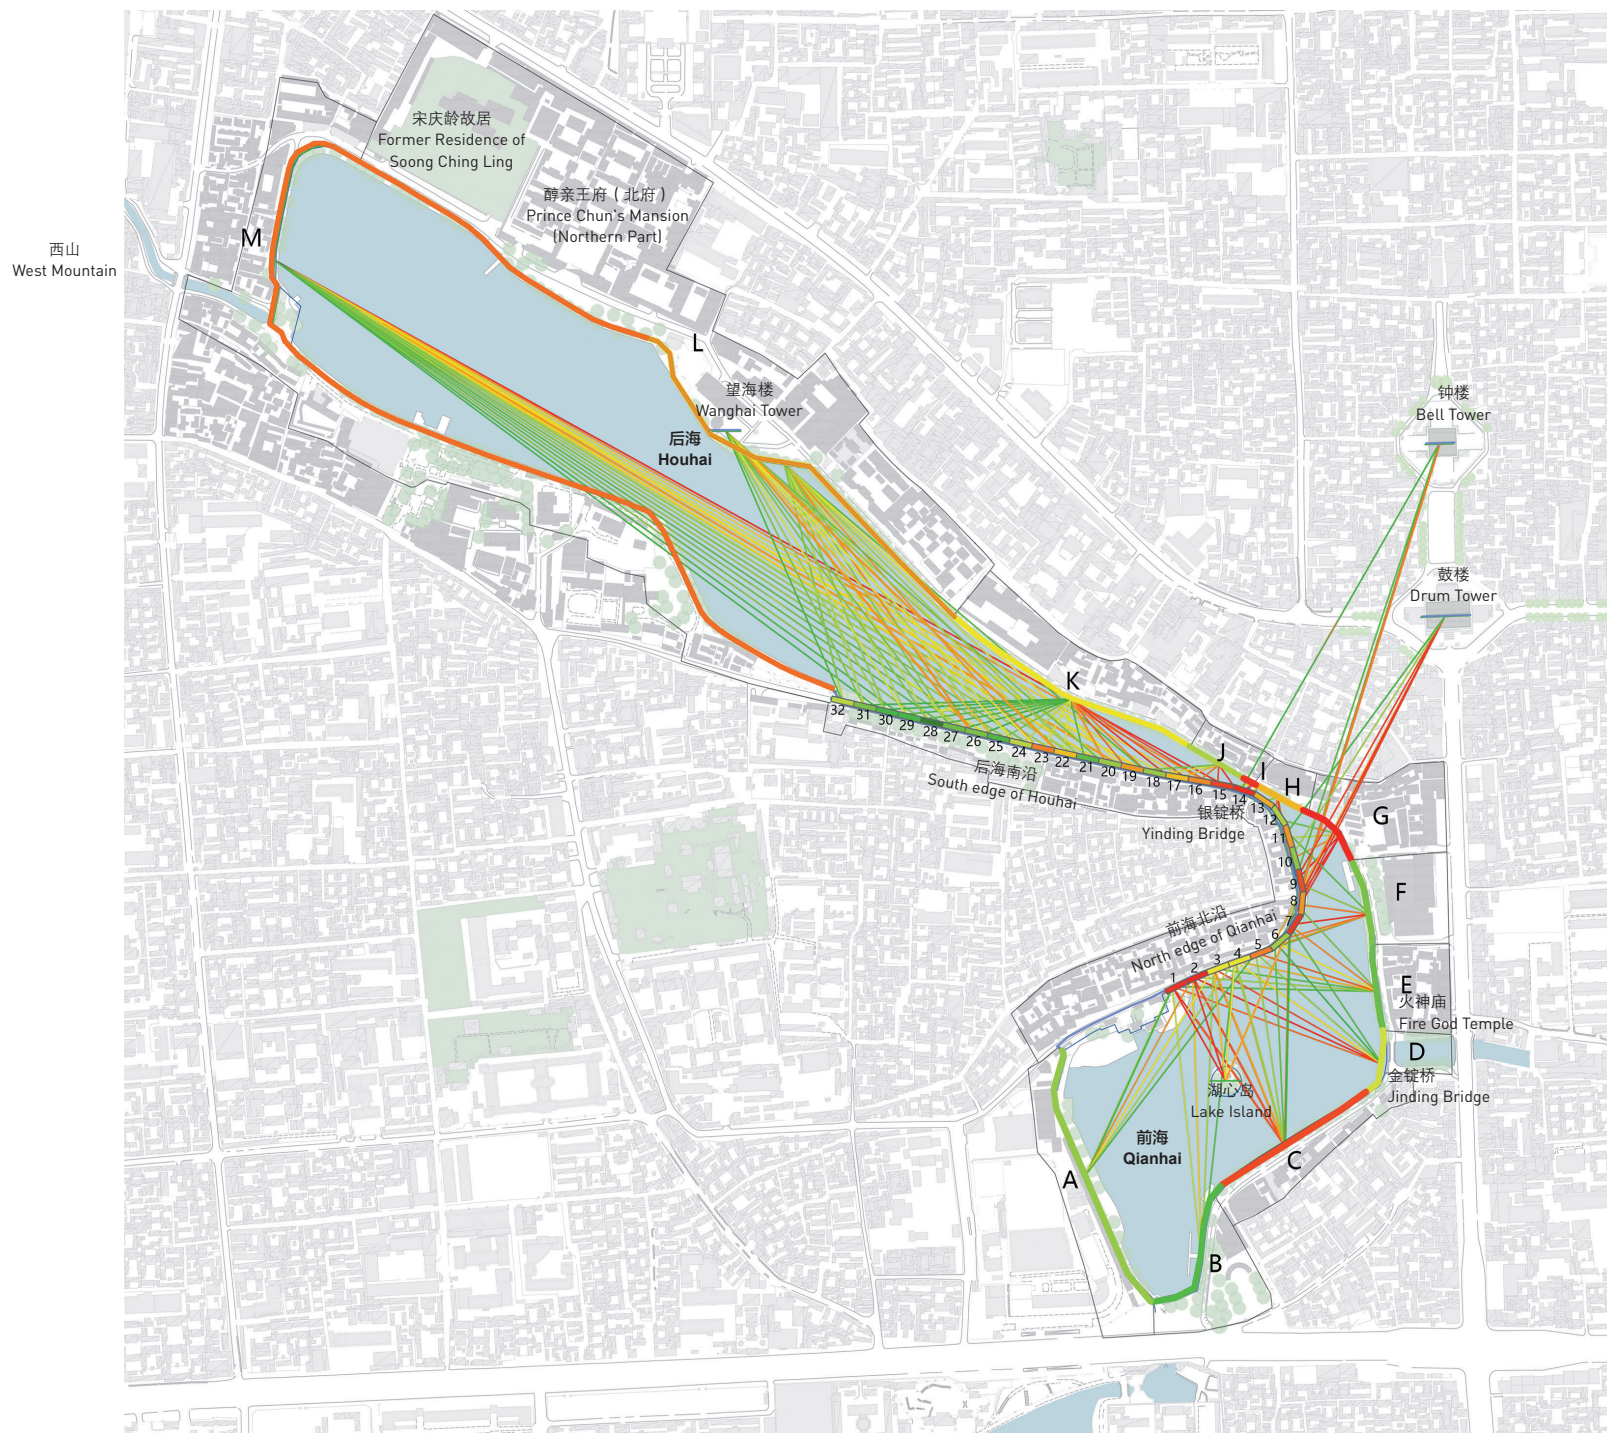 宋庆龄故居
Former Residence of
Soong Ching Ling
醇亲王府（北府）
Prince Chun's Mansion
(Northern Part)
M
西山
West Mountain
L
望海楼
Wanghai Tower
后海
Houhai
钟楼
Bell Tower
鼓楼
Drum Tower
K
32
31
30
29
28
27
26
25
24
23
22
21
20
19
18
17
16
15
14
13
12
11
10
9
8
7
6
5
4
3
2
1
J
I
H
G
F
E
D
C
B
A
后海南沿
South edge of Houhai
银锭桥
Yinding Bridge
前海北沿
North edge of Qianhai
火神庙
Fire God Temple
金锭桥
Jinding Bridge
湖心岛
Lake Island
前海
Qianhai